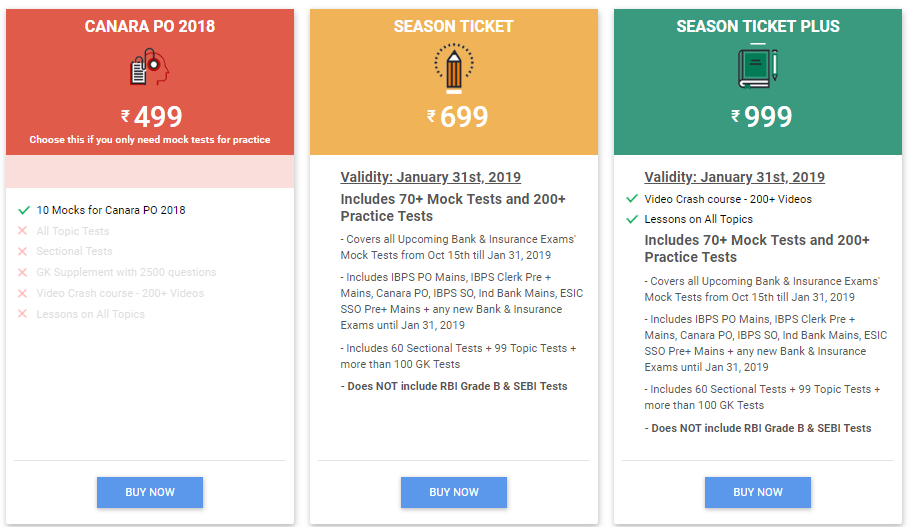 CANARA PO 2018
₹ 499
Choose this if you only need mock tests for practice
10 Mocks for Canara PO 2018
All Topic Tests
Sectional Tests
GK Supplement with 2500 questions
Video Crash course - 200+ Videos
Lessons on All Topics
BUY NOW
SEASON TICKET
₹ 699
Validity: January 31st, 2019
Includes 70+ Mock Tests and 200+
Practice Tests
- Covers all Upcoming Bank & Insurance Exams'
Mock Tests from Oct 15th till Jan 31, 2019
- Includes IBPS PO Mains, IBPS Clerk Pre +
Mains, Canara PO, IBPS SO, Ind Bank Mains, ESIC
SSO Pre+ Mains + any new Bank & Insurance
Exams until Jan 31, 2019
- Includes 60 Sectional Tests + 99 Topic Tests +
more than 100 GK Tests
- Does NOT include RBI Grade B & SEBI Tests
BUY NOW
SEASON TICKET PLUS
₹ 999
Validity: January 31st, 2019
Video Crash course - 200+ Videos
Lessons on All Topics
Includes 70+ Mock Tests and 200+
Practice Tests
- Covers all Upcoming Bank & Insurance Exams'
Mock Tests from Oct 15th till Jan 31, 2019
- Includes IBPS PO Mains, IBPS Clerk Pre +
Mains, Canara PO, IBPS SO, Ind Bank Mains, ESIC
SSO Pre+ Mains + any new Bank & Insurance
Exams until Jan 31, 2019
- Includes 60 Sectional Tests + 99 Topic Tests +
more than 100 GK Tests
- Does NOT include RBI Grade B & SEBI Tests
BUY NOW